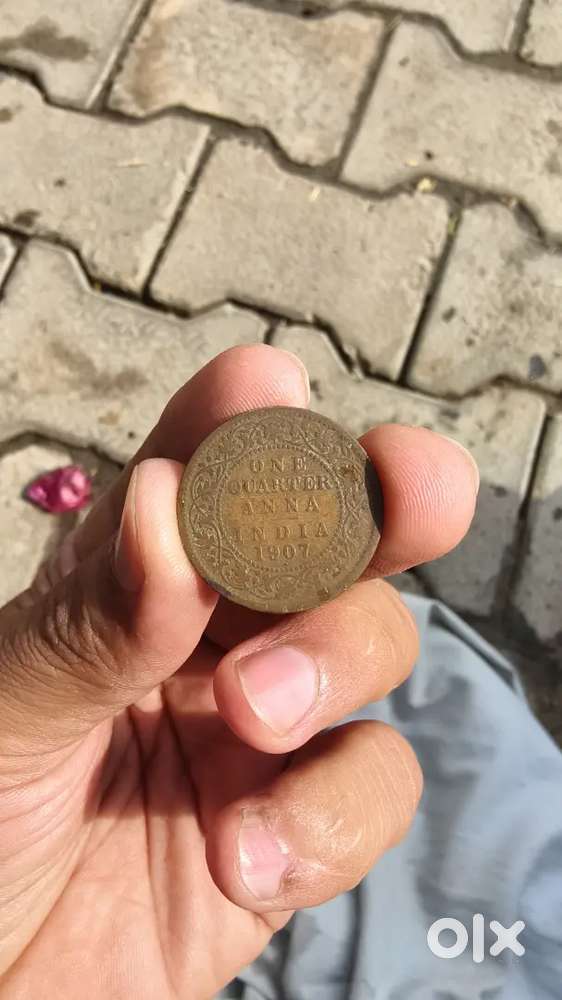 ONE
QUARTER
ANNA
INDIA
1907
olx